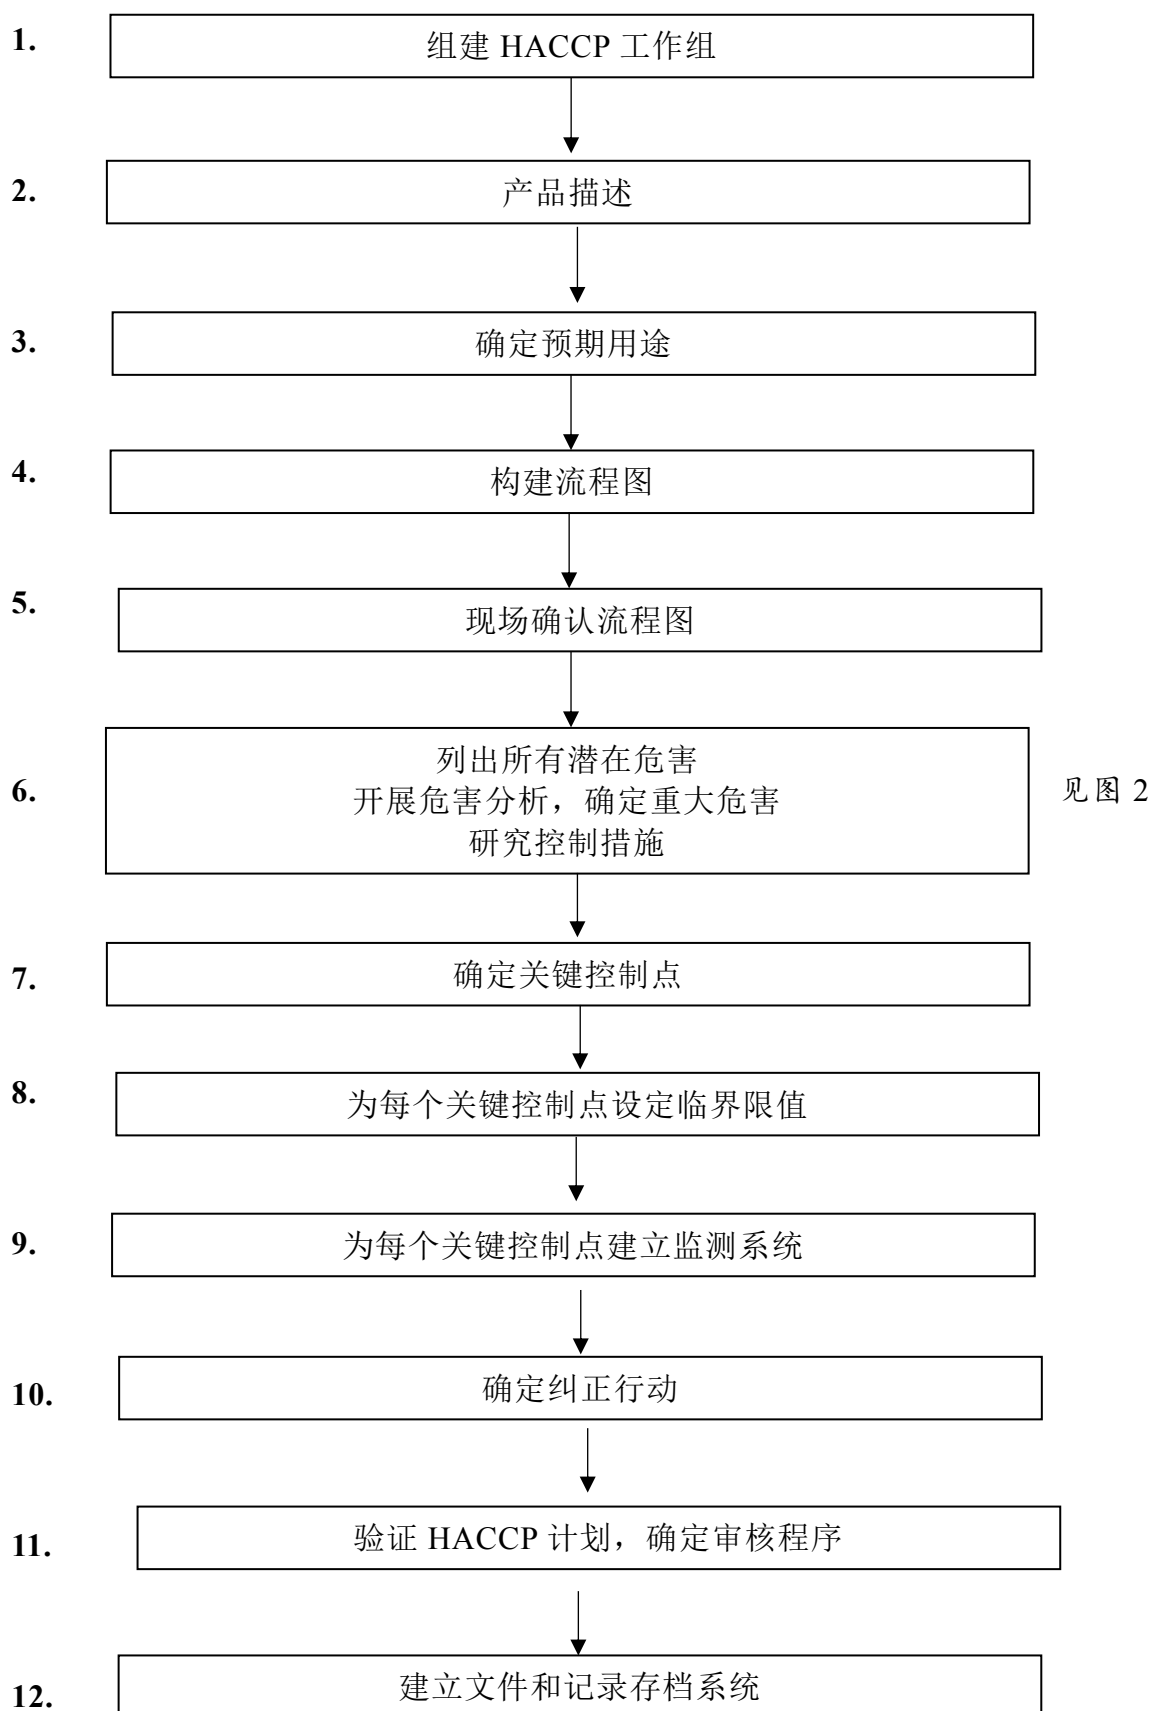 1. 组建 HACCP 工作组
2. 产品描述
3. 确定预期用途
4. 构建流程图
5. 现场确认流程图
列出所有潜在危害
6. 开展危害分析，确定重大危害 见图 2
研究控制措施
7. 确定关键控制点
8. 为每个关键控制点设定临界限值
9. 为每个关键控制点建立监测系统
10. 确定纠正行动
11. 验证 HACCP 计划，确定审核程序
12. 建立文件和记录存档系统